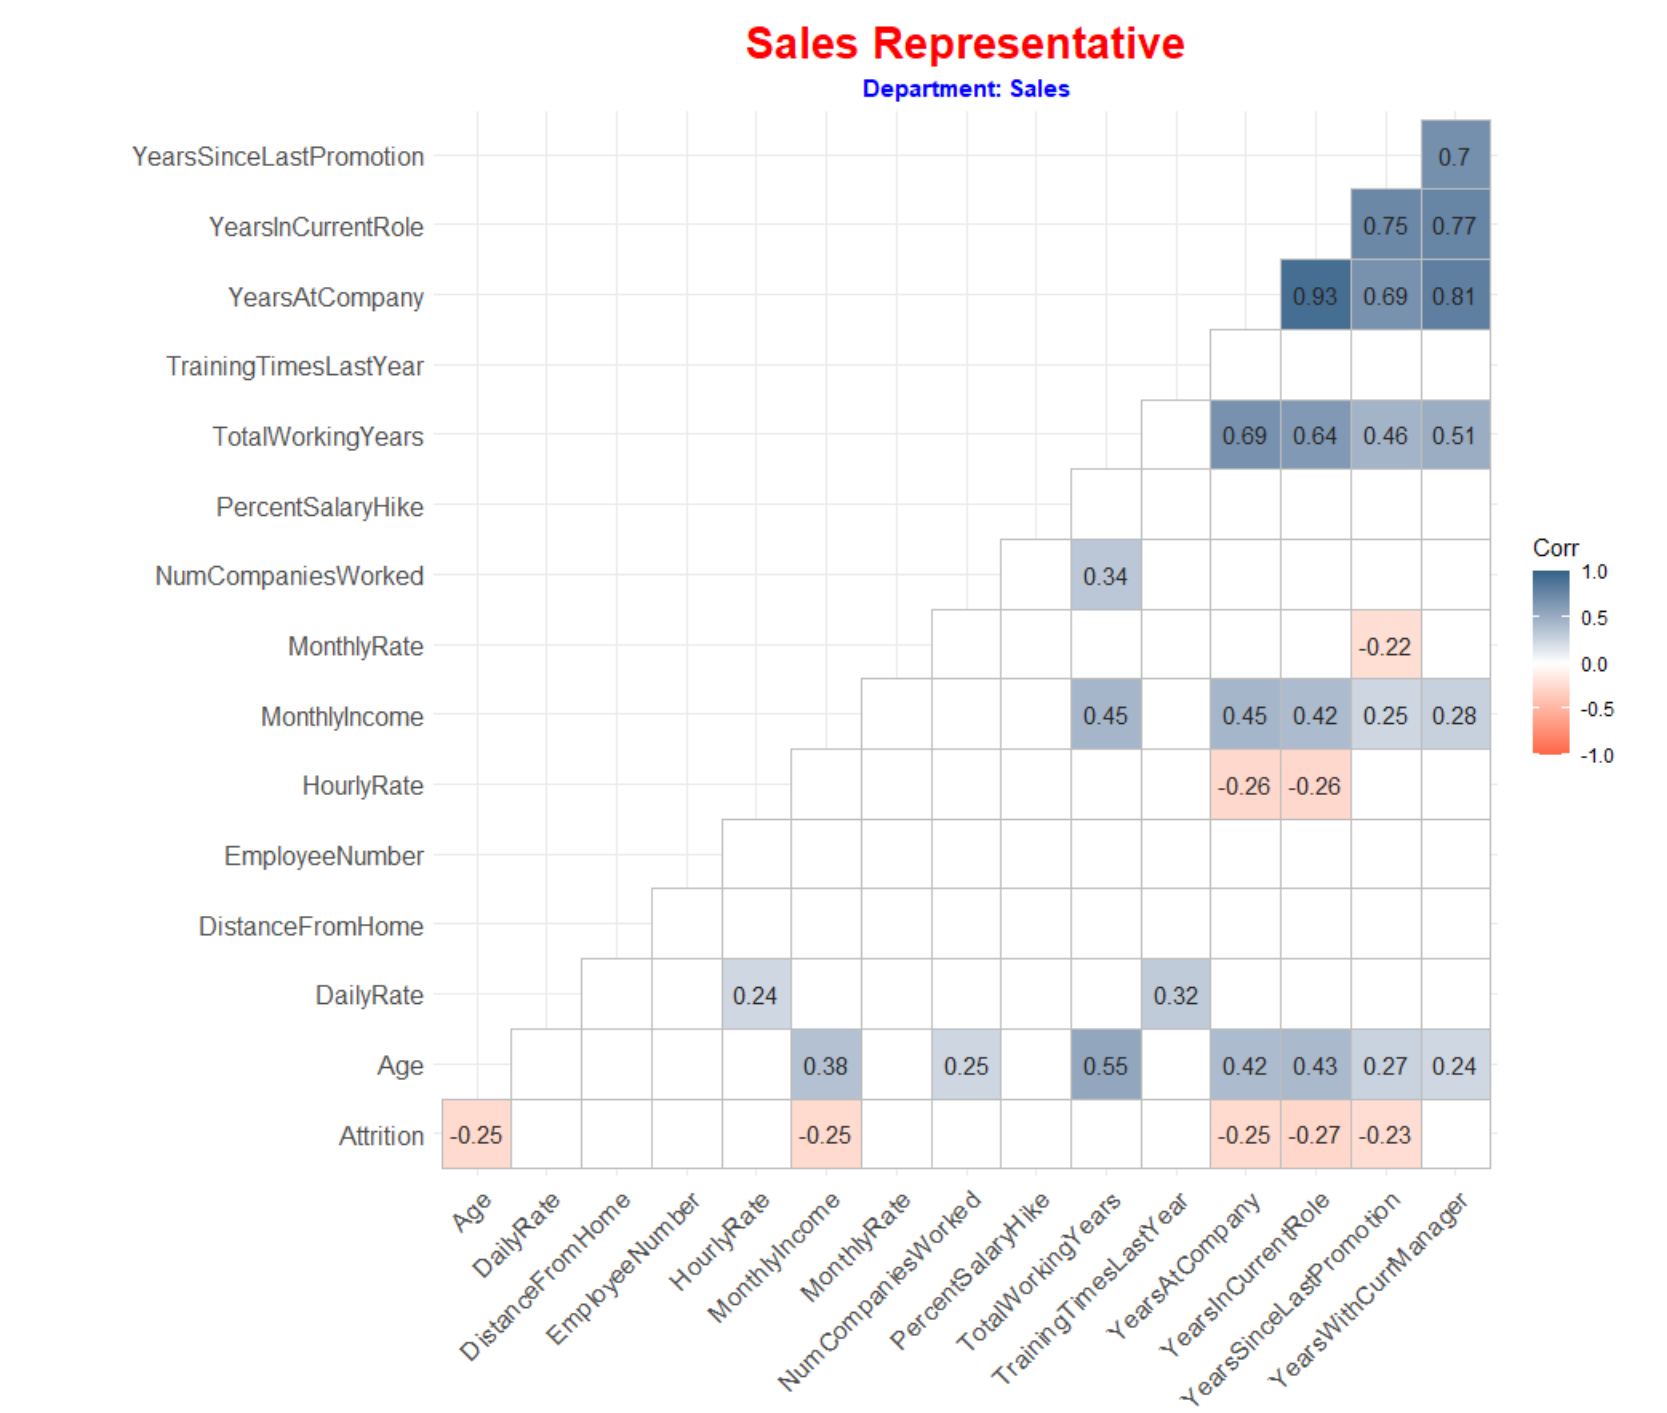 Sales Representative
Department: Sales
YearsSinceLastPromotion 0.7
YearsInCurrentRole 0.75 0.77
YearsAtCompany 0.93 0.69 0.81
TrainingTimesLastYear
TotalWorkingYears 0.69 0.64 0.46 0.51
PercentSalaryHike
NumCompaniesWorked 0.34
MonthlyRate -0.22
MonthlyIncome 0.45 0.45 0.42 0.25 0.28
HourlyRate -0.26 -0.26
EmployeeNumber
DistanceFromHome
DailyRate 0.24 0.32
Age 0.38 0.25 0.55 0.42 0.43 0.27 0.24
Attrition -0.25 -0.25 -0.25 -0.27 -0.23
Age
DailyRate
DistanceFromHome
EmployeeNumber
HourlyRate
MonthlyIncome
MonthlyRate
NumCompaniesWorked
PercentSalaryHike
TotalWorkingYears
TrainingTimesLastYear
YearsAtCompany
YearsInCurrentRole
YearsSinceLastPromotion
YearsWithCurrManager
Corr
1.0
0.5
0.0
-0.5
-1.0